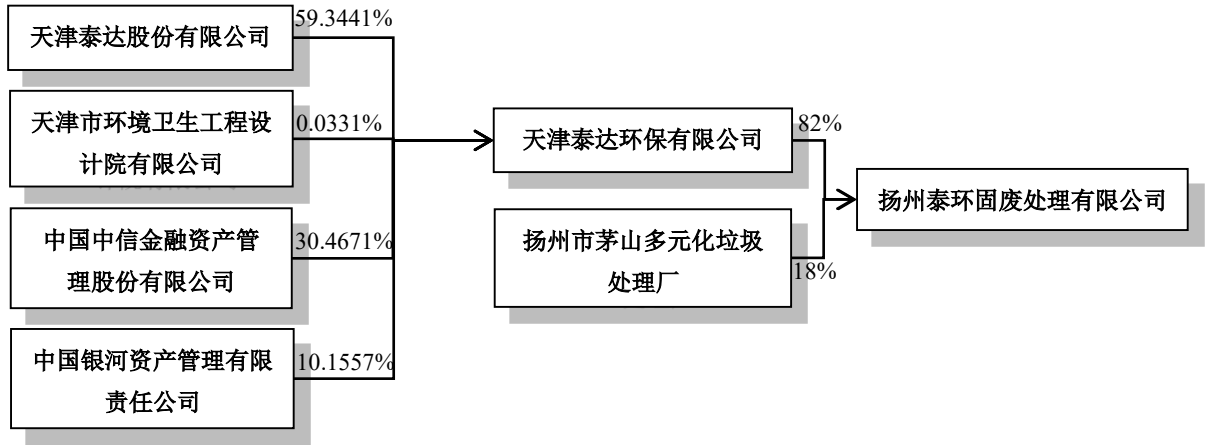 天津泰达股份有限公司
59.3441%
天津市环境卫生工程设
计院有限公司
0.0331%
中国中信金融资产管
理股份有限公司
30.4671%
中国银河资产管理有限
责任公司
10.1557%
天津泰达环保有限公司
82%
扬州市茅山多元化垃圾
处理厂
18%
扬州泰环固废处理有限公司